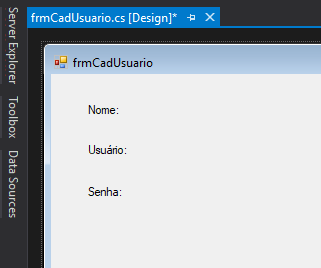 frmCadUsuario.cs [Design]*
Server Explorer
Toolbox
Data Sources
frmCadUsuario
Nome:
Usuário:
Senha: